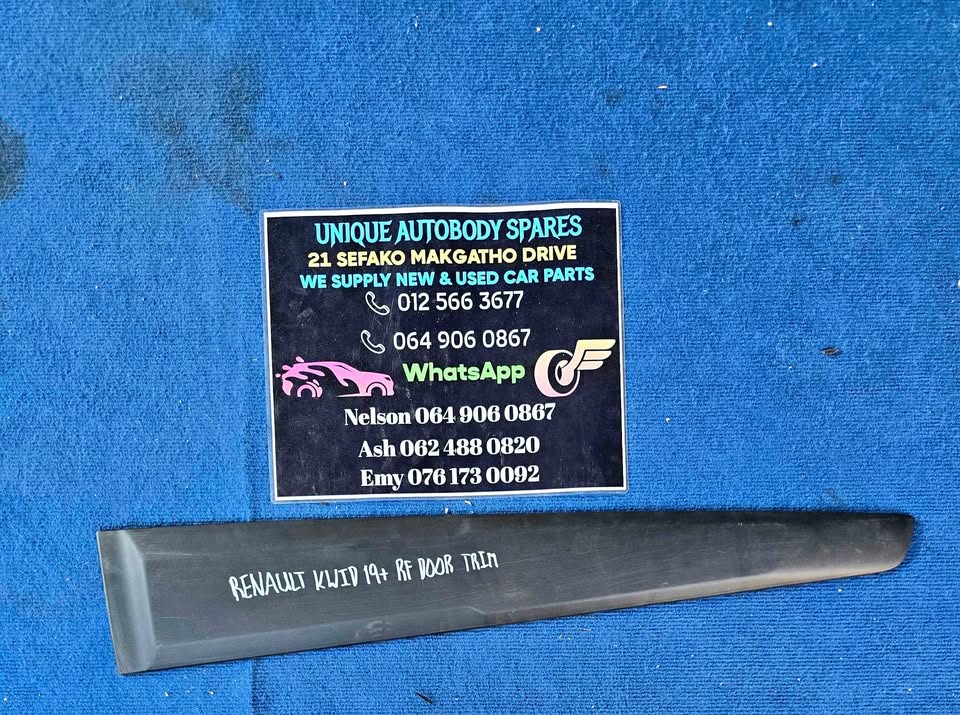 UNIQUE AUTOBODY SPARES
21 SEFAKO MAKGATHO DRIVE
WE SUPPLY NEW & USED CAR PARTS
012 566 3677
064 906 0867
WhatsApp
Nelson 064 906 0867
Ash 062 488 0820
Emy 076 173 0092
RENAULT KWID 19+ RF DOOR TRIM